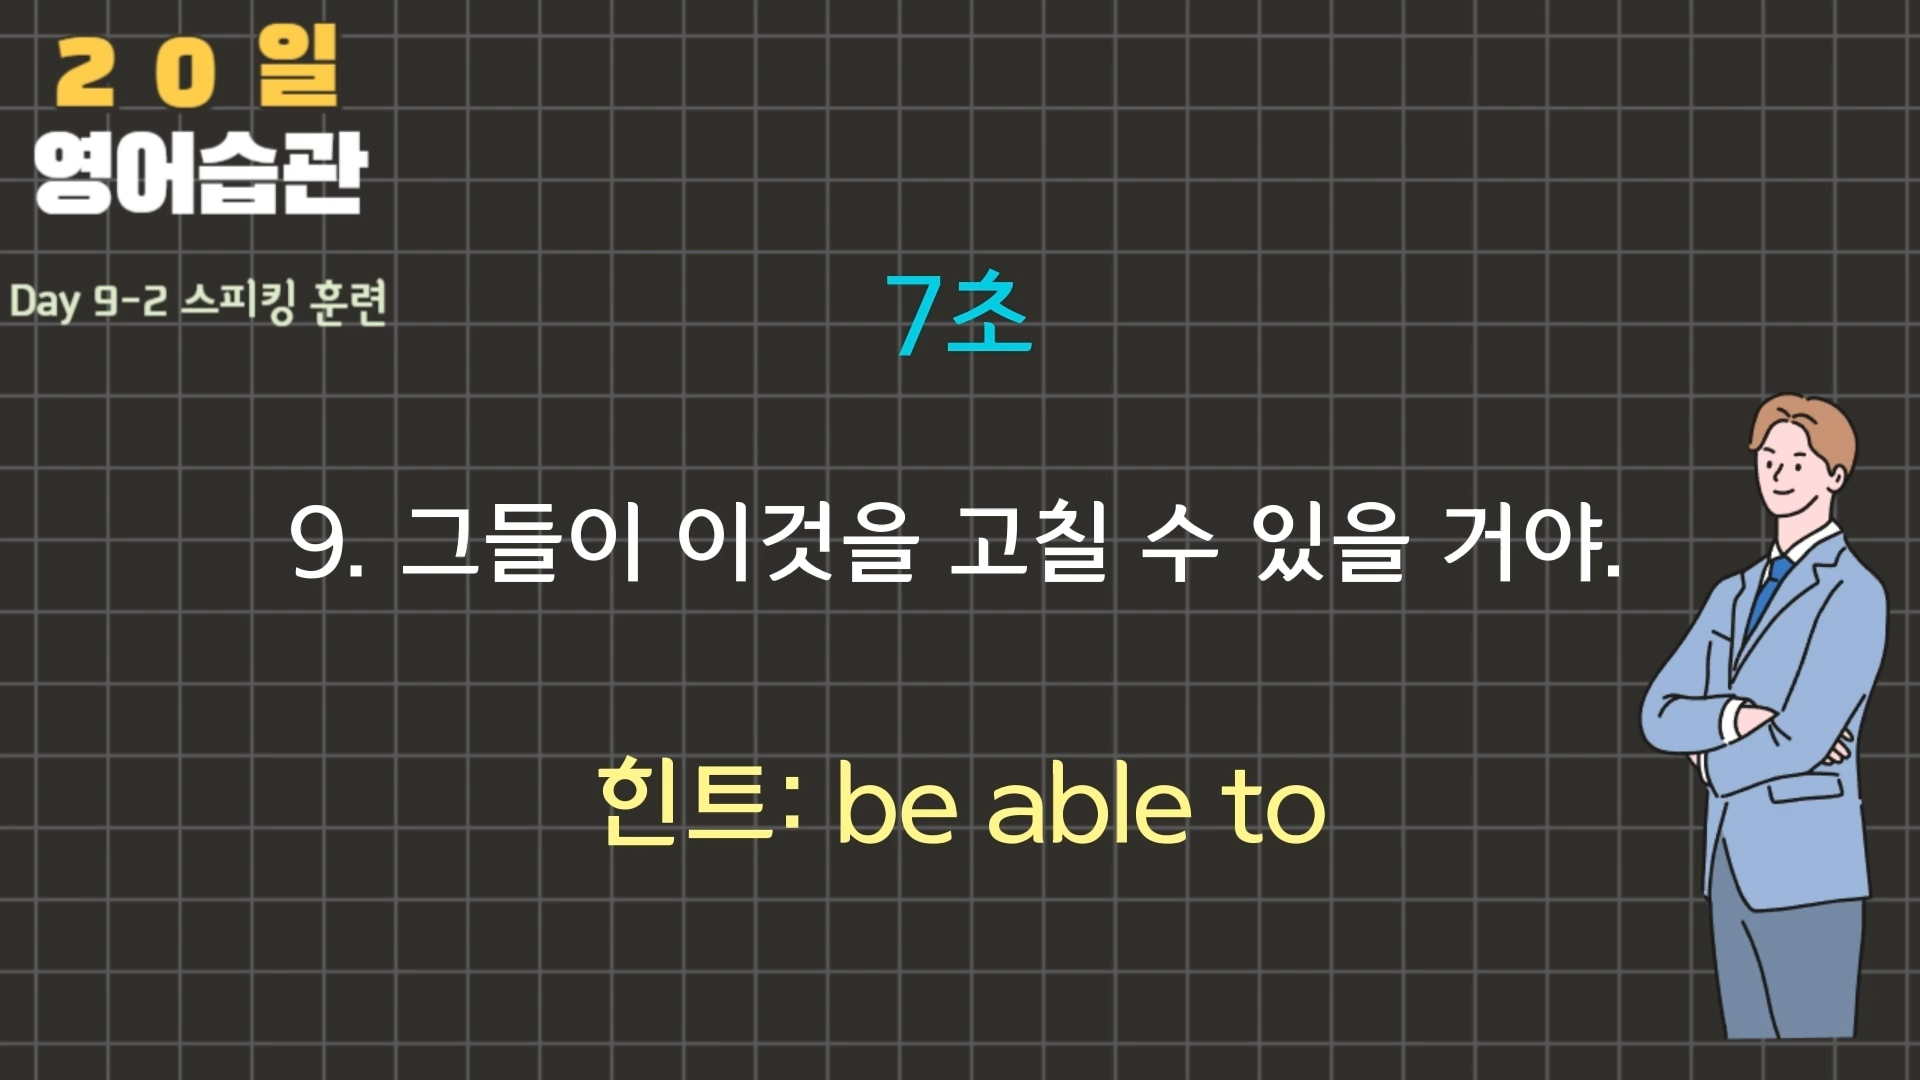 20일
영어습관
Day 9-2 스피킹 훈련
7초
9. 그들이 이것을 고칠 수 있을 거야.
힌트: be able to